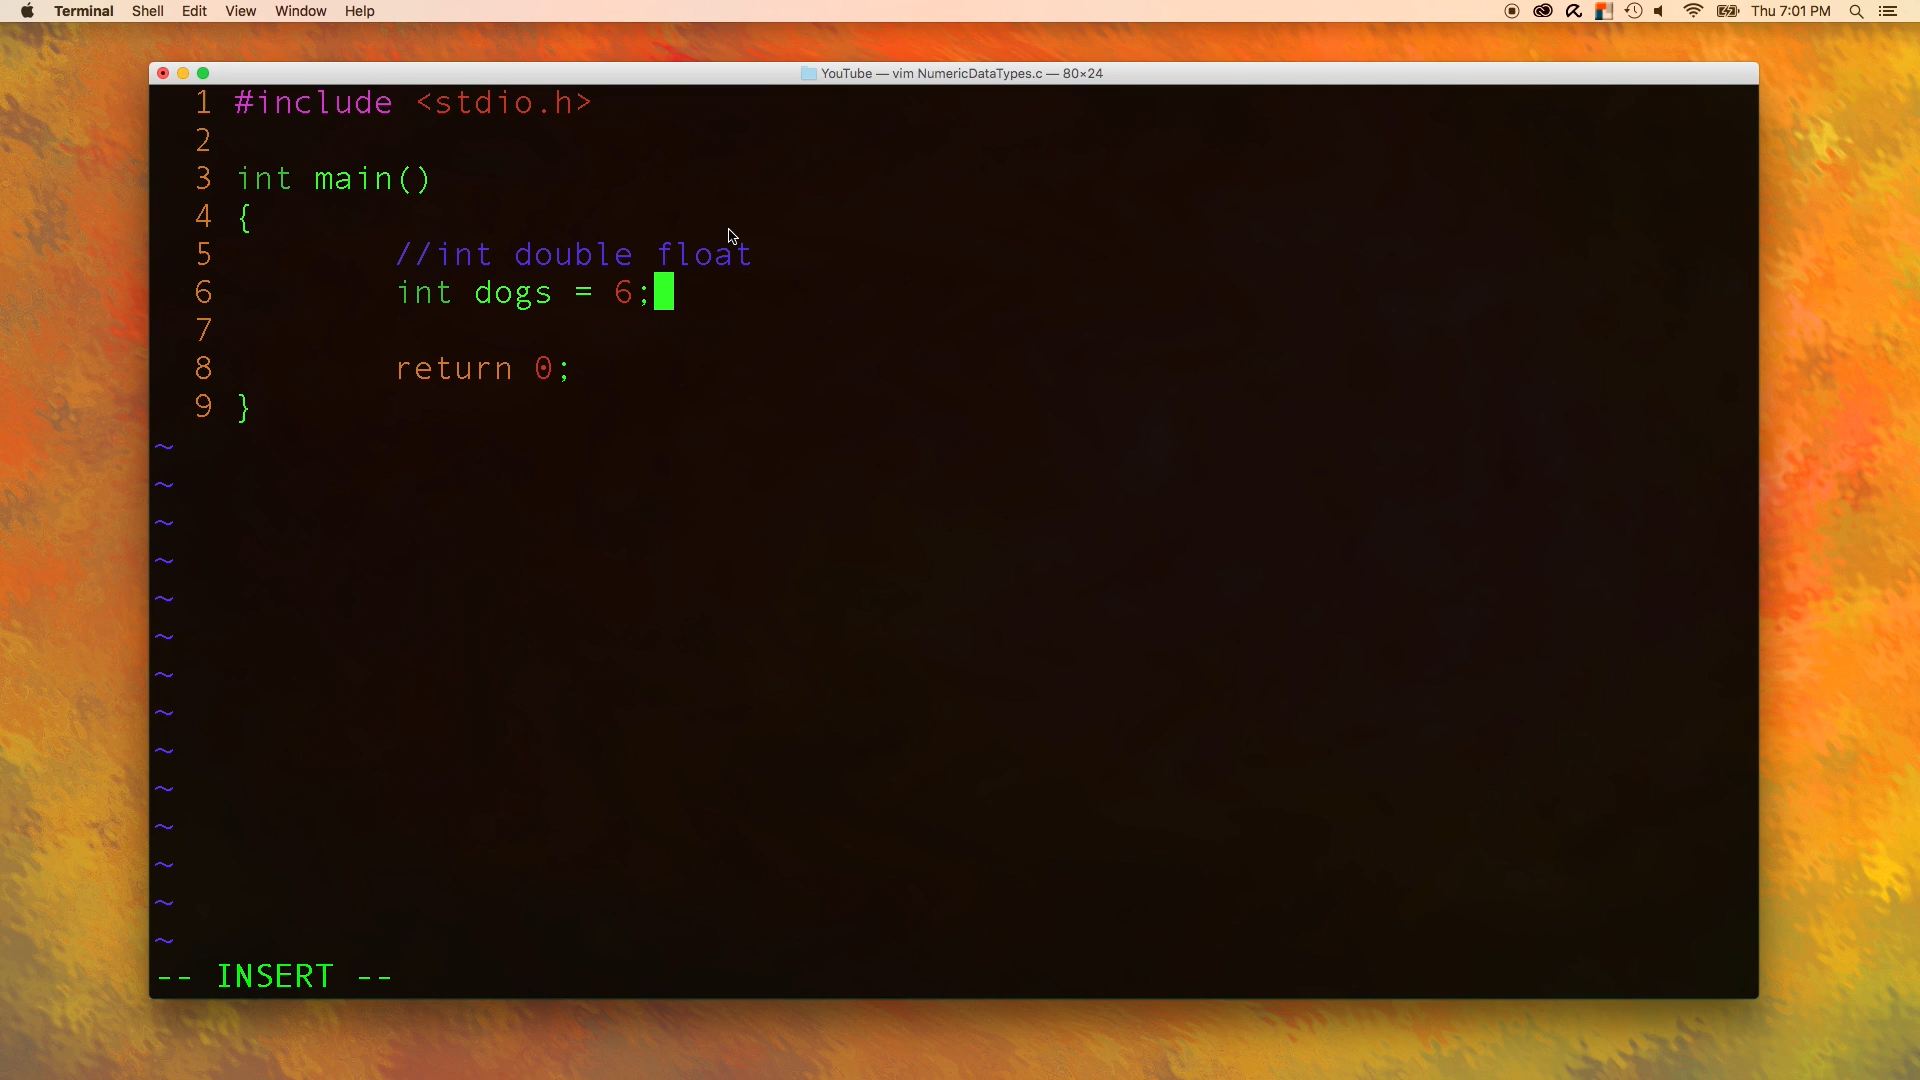 Terminal Shell Edit View Window Help Thu 7:01 PM
YouTube — vim NumericDataTypes.c — 80×24
1 #include <stdio.h>
2
3 int main()
4 {
5 //int double float
6 int dogs = 6;
7
8 return 0;
9 }
~
~
~
~
~
~
~
~
~
~
~
~
~
~
-- INSERT --